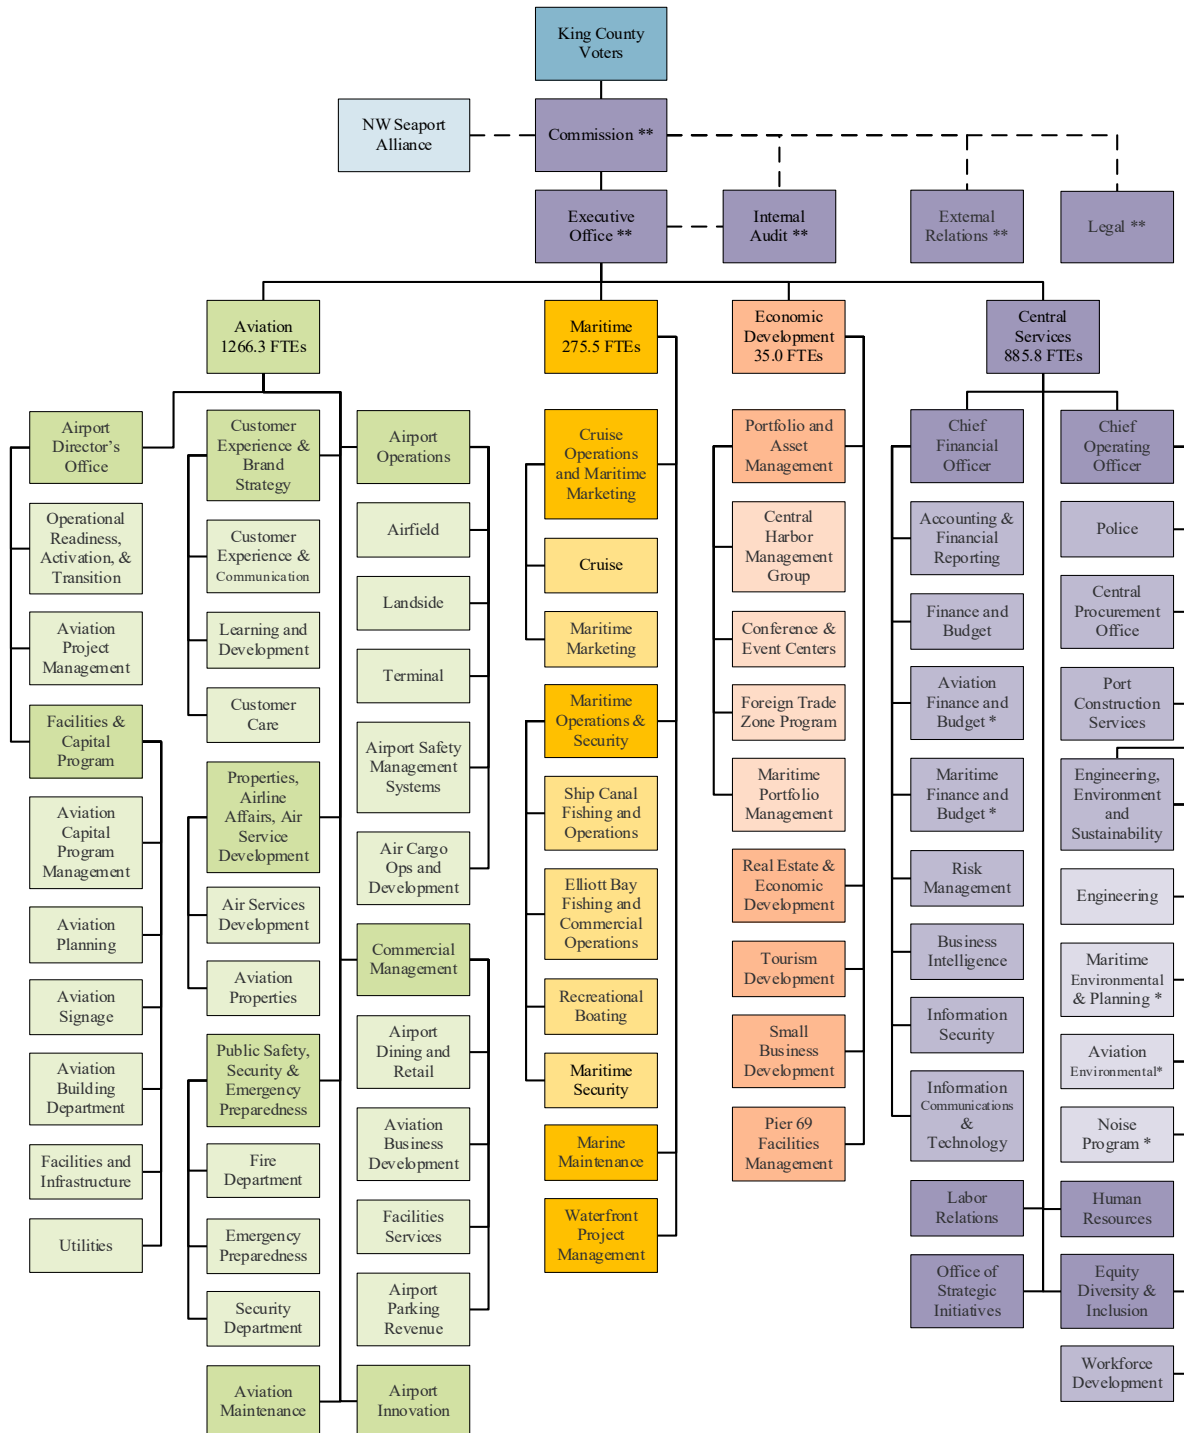 King County
Voters
NW Seaport
Alliance
Commission **
Executive
Office **
Internal
Audit **
External
Relations **
Legal **
Aviation
1266.3 FTEs
Maritime
275.5 FTEs
Economic
Development
35.0 FTEs
Central
Services
885.8 FTEs
Airport
Director's
Office
Operational
Readiness,
Activation, &
Transition
Aviation
Project
Management
Facilities &
Capital
Program
Aviation
Capital
Program
Management
Aviation
Planning
Aviation
Signage
Aviation
Building
Department
Facilities and
Infrastructure
Utilities
Customer
Experience &
Brand
Strategy
Customer
Experience &
Communication
Learning and
Development
Customer
Care
Properties,
Airline
Affairs, Air
Service
Development
Air Services
Development
Aviation
Properties
Public Safety,
Security &
Emergency
Preparedness
Fire
Department
Emergency
Preparedness
Security
Department
Aviation
Maintenance
Airport
Operations
Airfield
Landside
Terminal
Airport Safety
Management
Systems
Air Cargo
Ops and
Development
Commercial
Management
Airport
Dining and
Retail
Aviation
Business
Development
Facilities
Services
Airport
Parking
Revenue
Airport
Innovation
Cruise
Operations
and Maritime
Marketing
Cruise
Maritime
Marketing
Maritime
Operations &
Security
Ship Canal
Fishing and
Operations
Elliott Bay
Fishing and
Commercial
Operations
Recreational
Boating
Maritime
Security
Marine
Maintenance
Waterfront
Project
Management
Portfolio and
Asset
Management
Central
Harbor
Management
Group
Conference &
Event Centers
Foreign Trade
Zone Program
Maritime
Portfolio
Management
Real Estate &
Economic
Development
Tourism
Development
Small
Business
Development
Pier 69
Facilities
Management
Chief
Financial
Officer
Accounting &
Financial
Reporting
Finance and
Budget
Aviation
Finance and
Budget *
Maritime
Finance and
Budget *
Risk
Management
Business
Intelligence
Information
Security
Information
Communications
&
Technology
Labor
Relations
Office of
Strategic
Initiatives
Chief
Operating
Officer
Police
Central
Procurement
Office
Port
Construction
Services
Engineering,
Environment
and
Sustainability
Engineering
Maritime
Environmental
& Planning *
Aviation
Environmental*
Noise
Program *
Human
Resources
Equity
Diversity &
Inclusion
Workforce
Development